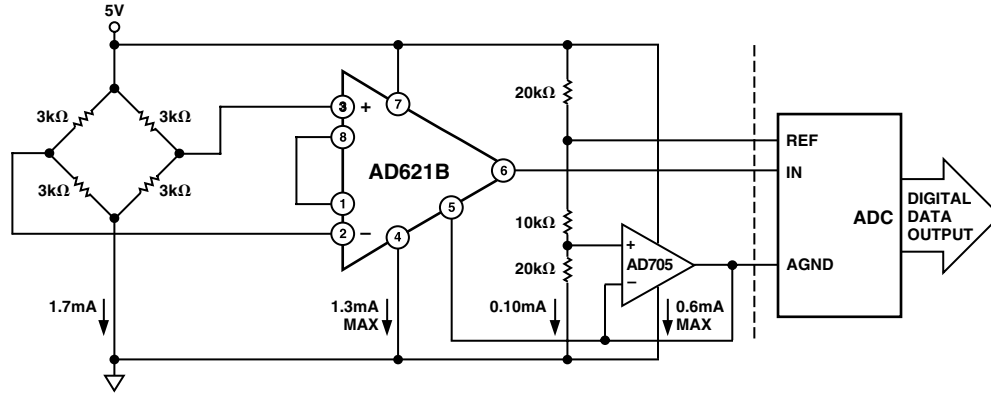 5V
3kΩ
3kΩ
3kΩ
3kΩ
1.7mA
3
+
8
1
2
–
7
AD621B
6
5
4
1.3mA
MAX
20kΩ
10kΩ
20kΩ
0.10mA
+
AD705
–
0.6mA
MAX
REF
IN
ADC
AGND
DIGITAL
DATA
OUTPUT